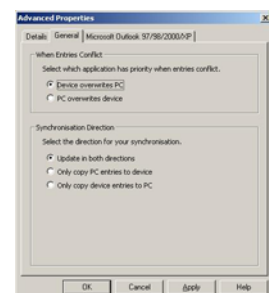 Advanced Properties
Details General Microsoft Outlook 97/98/2000/XP
When Entries Conflict
Select which application has priority when entries conflict.
Device overwrites PC
PC overwrites device
Synchronisation Direction
Select the direction for your synchronisation.
Update in both directions
Only copy PC entries to device
Only copy device entries to PC
OK Cancel Apply Help